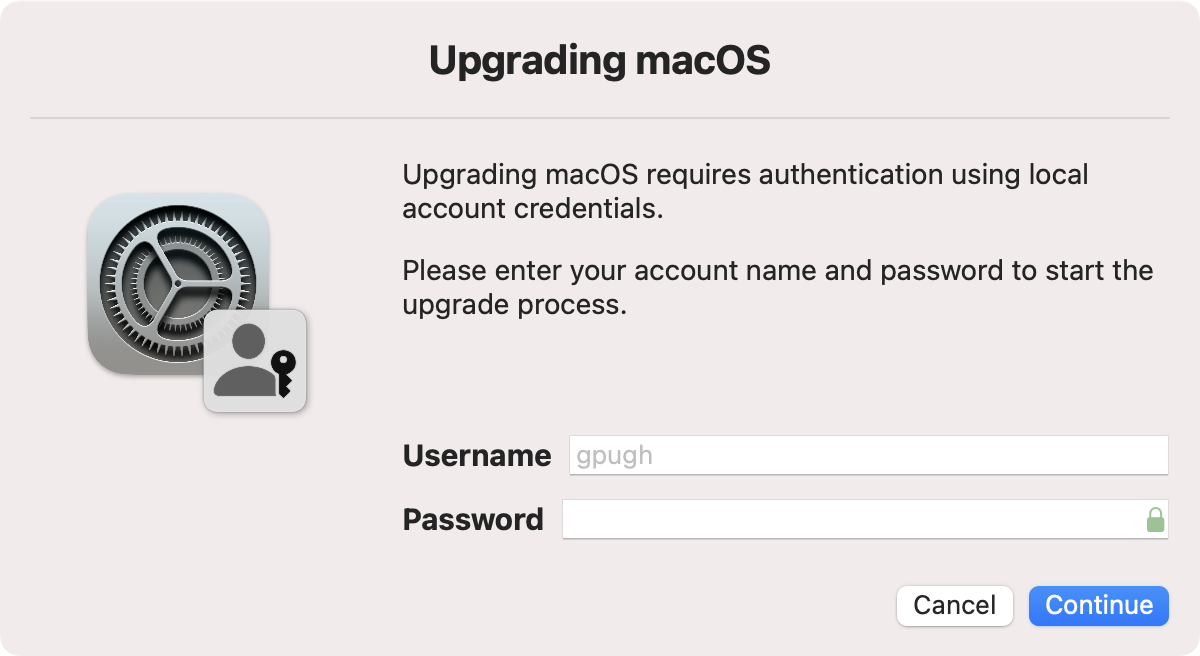 Upgrading macOS
Upgrading macOS requires authentication using local
account credentials.
Please enter your account name and password to start the
upgrade process.
Username gpugh
Password
Cancel Continue